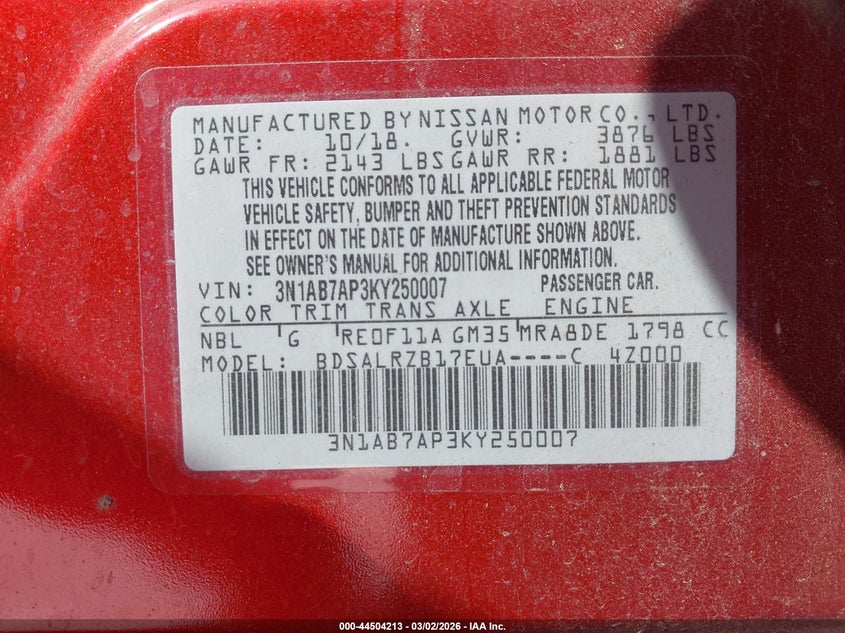 MANUFACTURED BY NISSAN MOTOR CO., LTD.
DATE: 10/18. GVWR: 3876 LBS
GAWR FR: 2143 LBS GAWR RR: 1881 LBS
THIS VEHICLE CONFORMS TO ALL APPLICABLE FEDERAL MOTOR
VEHICLE SAFETY, BUMPER AND THEFT PREVENTION STANDARDS
IN EFFECT ON THE DATE OF MANUFACTURE SHOWN ABOVE.
SEE OWNER'S MANUAL FOR ADDITIONAL INFORMATION.
VIN: 3N1AB7AP3KY250007 PASSENGER CAR.
COLOR TRIM TRANS AXLE ENGINE
NBL G RE0F11A GM35 MRA8DE 1798 CC
MODEL: BDSALRZB17EUA----C 4Z000
3N1AB7AP3KY250007
000-44504213 - 03/02/2026 - IAA Inc.